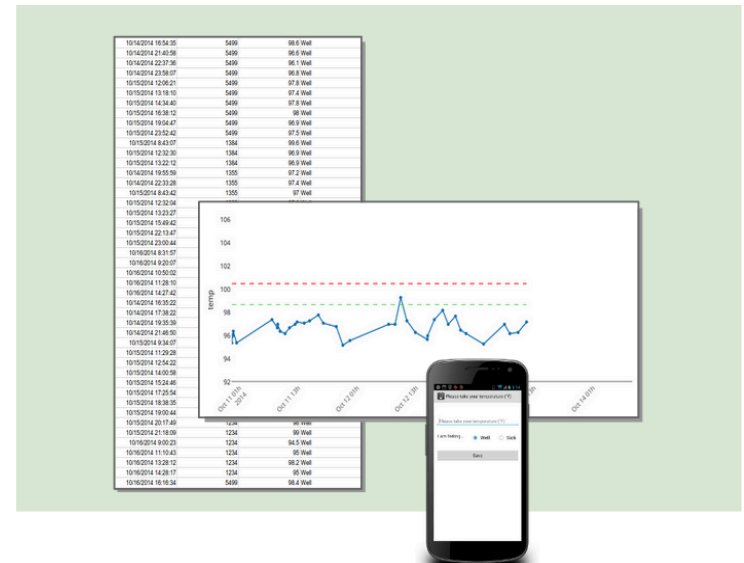 10/14/2014 16:54:35 5499 98.6 Well
10/14/2014 21:40:58 5499 96.6 Well
10/14/2014 22:37:36 5499 96.1 Well
10/14/2014 23:58:07 5499 96.8 Well
10/15/2014 12:06:21 5499 97.8 Well
10/15/2014 13:18:10 5499 97.4 Well
10/15/2014 14:34:40 5499 97.8 Well
10/15/2014 16:38:12 5499 98 Well
10/15/2014 19:04:47 5499 96.9 Well
10/15/2014 23:52:42 5499 97.5 Well
10/15/2014 8:43:07 1384 99.6 Well
10/15/2014 12:32:30 1384 96.9 Well
10/15/2014 13:22:12 1384 96.9 Well
10/14/2014 19:55:59 1355 97.2 Well
10/14/2014 22:33:28 1355 97.4 Well
10/15/2014 8:43:42 1355 97 Well
10/15/2014 12:32:04
10/15/2014 13:23:27
10/15/2014 15:49:42
10/15/2014 22:13:47
10/15/2014 23:00:44
10/16/2014 8:31:57
10/16/2014 9:20:07
10/16/2014 10:50:02
10/16/2014 11:28:10
10/16/2014 14:27:42
10/14/2014 16:35:22
10/14/2014 17:38:22
10/14/2014 19:35:39
10/14/2014 21:46:50
10/15/2014 9:34:07
10/15/2014 11:29:28
10/15/2014 12:54:22
10/15/2014 14:00:58
10/15/2014 15:24:46
10/15/2014 17:25:54
10/15/2014 18:38:35
10/15/2014 19:00:44
10/15/2014 20:17:49 1234 98 Well
10/15/2014 21:18:09 1234 99 Well
10/16/2014 9:00:23 1234 94.5 Well
10/16/2014 11:10:43 1234 95 Well
10/16/2014 13:28:12 1234 98.2 Well
10/16/2014 14:28:17 1234 95 Well
10/16/2014 16:16:34 5499 98.4 Well
106
104
102
100
98
96
94
92
temp
Oct 11 01h
2014
Oct 11 13h
Oct 12 01h
Oct 12 13h
Oct 14 01h
Please take your temperature (°F)
Please take your temperature (°F)
I am feeling... Well Sick
Save